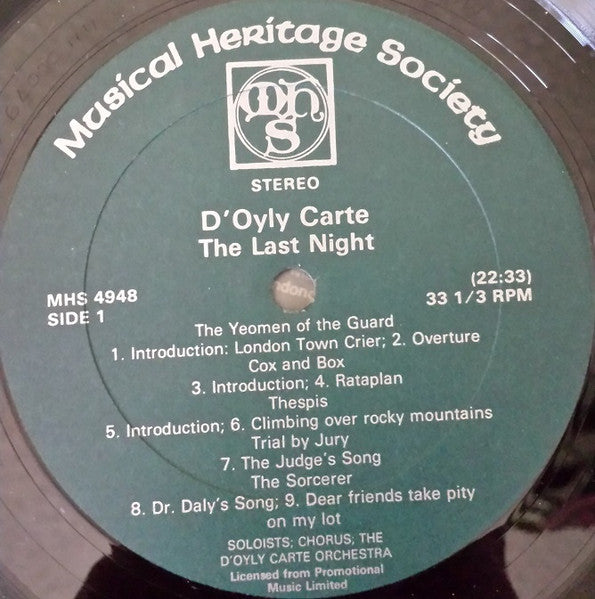 Musical Heritage Society
mhs
STEREO
D'Oyly Carte
The Last Night
MHS 4948
SIDE 1
(22:33)
33 1/3 RPM
The Yeomen of the Guard
1. Introduction: London Town Crier; 2. Overture
Cox and Box
3. Introduction; 4. Rataplan
Thespis
5. Introduction; 6. Climbing over rocky mountains
Trial by Jury
7. The Judge's Song
The Sorcerer
8. Dr. Daly's Song; 9. Dear friends take pity
on my lot
SOLOISTS; CHORUS; THE
D'OYLY CARTE ORCHESTRA
Licensed from Promotional
Music Limited